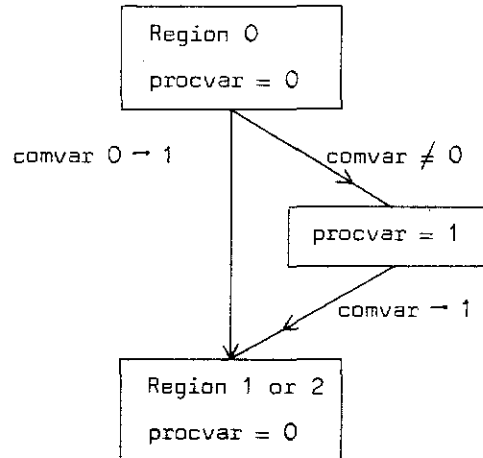 Region 0
procvar = 0
comvar 0 → 1
comvar ≠ 0
procvar = 1
comvar → 1
Region 1 or 2
procvar = 0